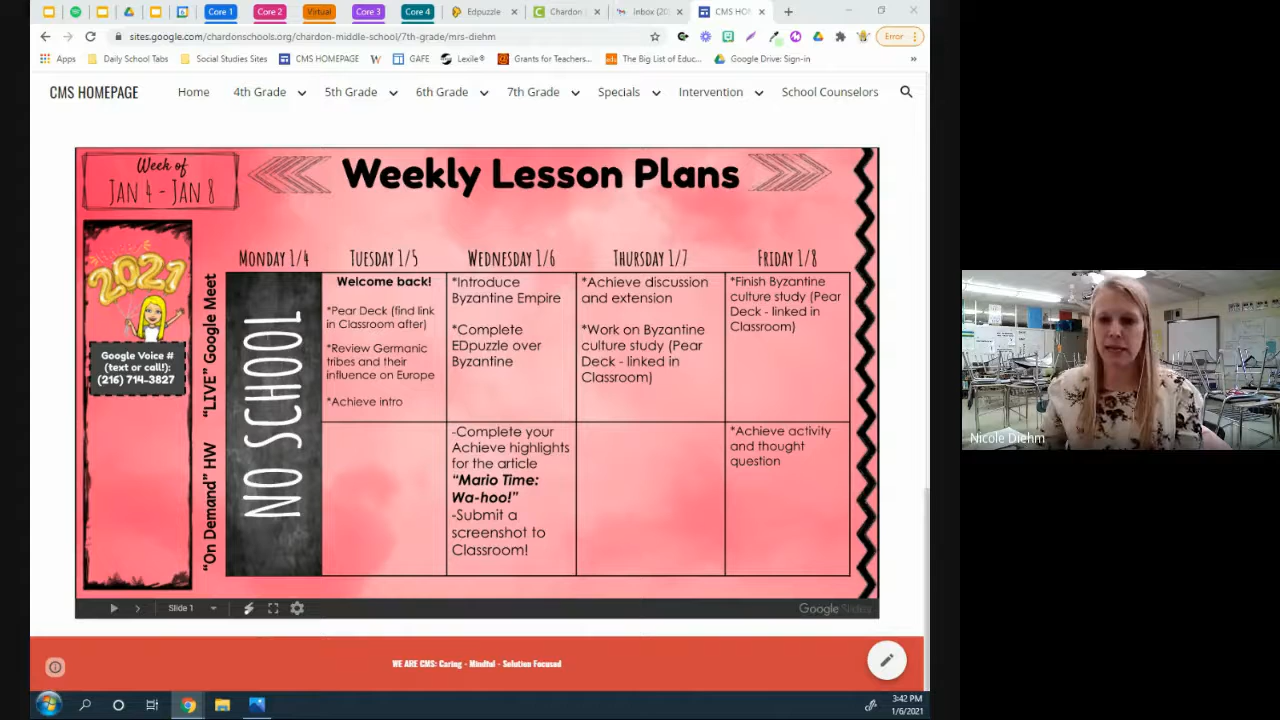 Core 1
Core 2
Virtual
Core 3
Core 4
Edpuzzle
Chardon
Inbox (20
CMS HOM
sites.google.com/chardonschools.org/chardon-middle-school/7th-grade/mrs-diehm
Error
Apps
Daily School Tabs
Social Studies Sites
CMS HOMEPAGE
W
GAFE
Lexile®
Grants for Teachers...
The Big List of Educ...
Google Drive: Sign-in
»
CMS HOMEPAGE
Home
4th Grade
5th Grade
6th Grade
7th Grade
Specials
Intervention
School Counselors
Week of
JAN 4 - JAN 8
Weekly Lesson Plans
2021
Google Voice #
(text or call!):
(216) 714-3827
"LIVE" Google Meet
"On Demand" HW
MONDAY 1/4
TUESDAY 1/5
WEDNESDAY 1/6
THURSDAY 1/7
FRIDAY 1/8
NO SCHOOL
Welcome back!
*Pear Deck (find link
in Classroom after)
*Review Germanic
tribes and their
influence on Europe
*Achieve intro
*Introduce
Byzantine Empire
*Complete
EDpuzzle over
Byzantine
*Achieve discussion
and extension
*Work on Byzantine
culture study (Pear
Deck - linked in
Classroom)
*Finish Byzantine
culture study (Pear
Deck - linked in
Classroom)
-Complete your
Achieve highlights
for the article
"Mario Time:
Wa-hoo!"
-Submit a
screenshot to
Classroom!
*Achieve activity
and thought
question
Slide 1
Google Slides
WE ARE CMS: Caring - Mindful - Solution Focused
3:42 PM
1/6/2021
Nicole Diehm